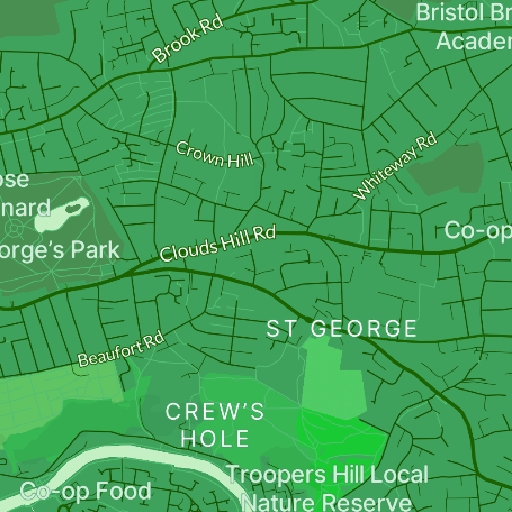 Bristol Br
Academ
Brook Rd
Crown Hill
Whiteway Rd
ose
nard
orge's Park
Clouds Hill Rd
Co-op
ST GEORGE
Beaufort Rd
CREW'S
HOLE
Troopers Hill Local
Nature Reserve
Co-op Food